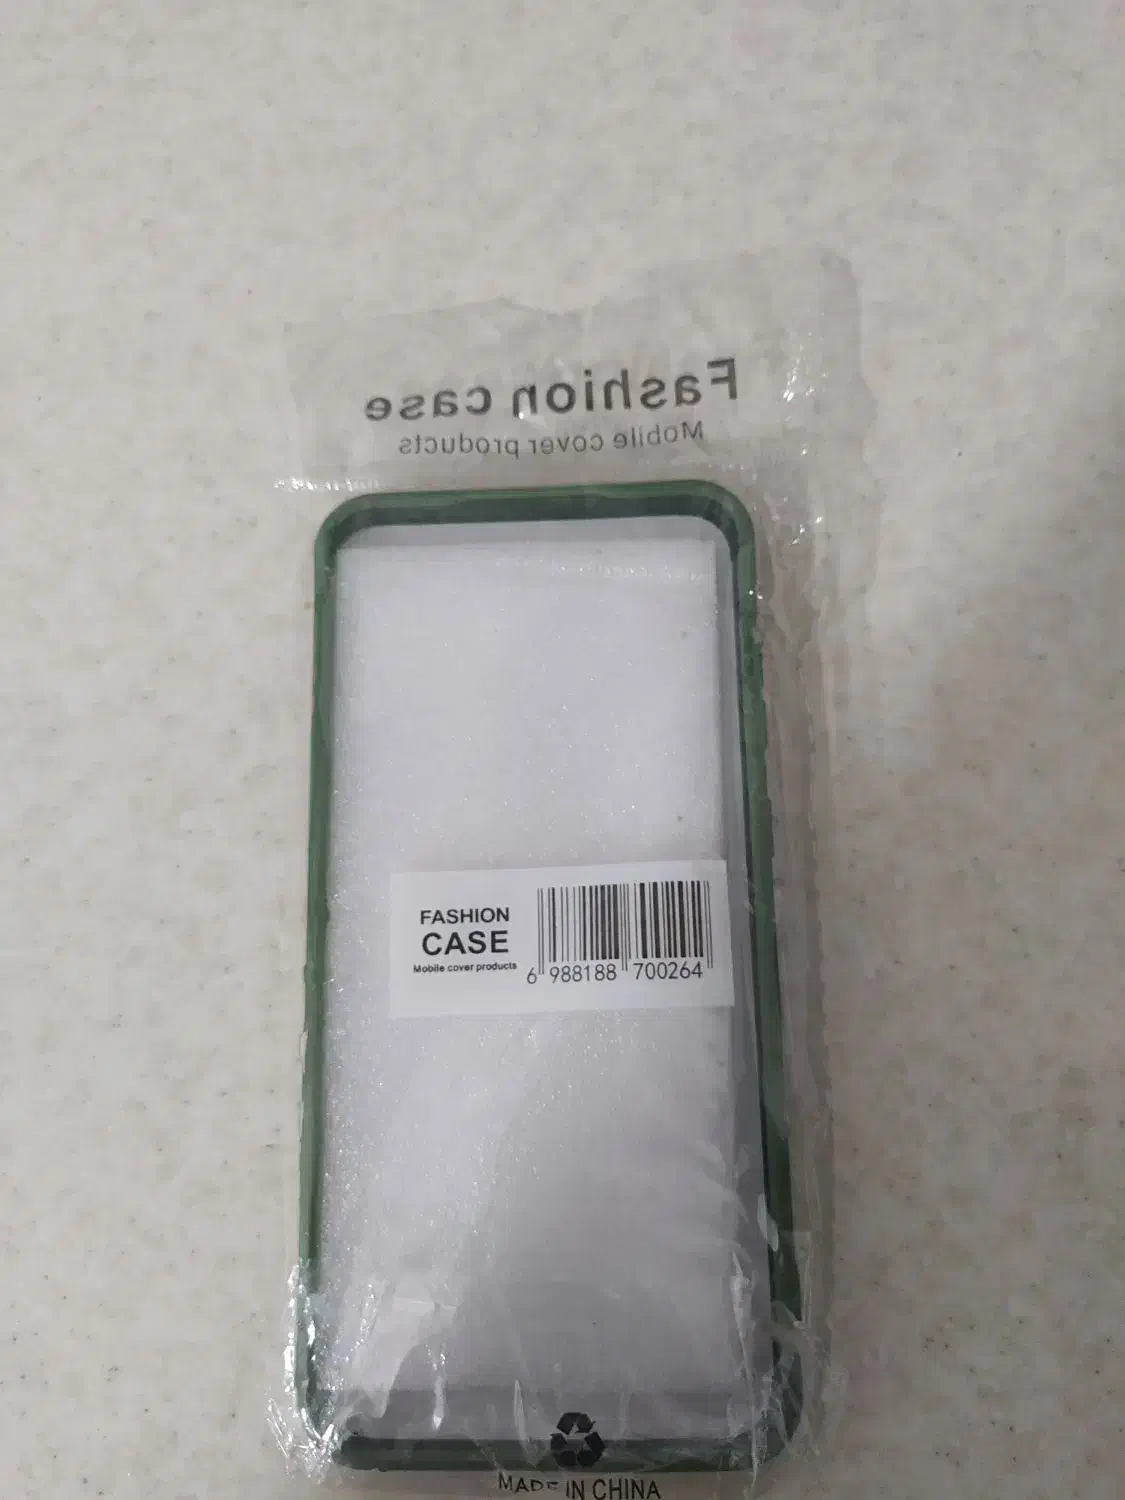 Fashion case
Mobile cover products
FASHION
CASE
Mobile cover products
6 988188 700264
MADE IN CHINA